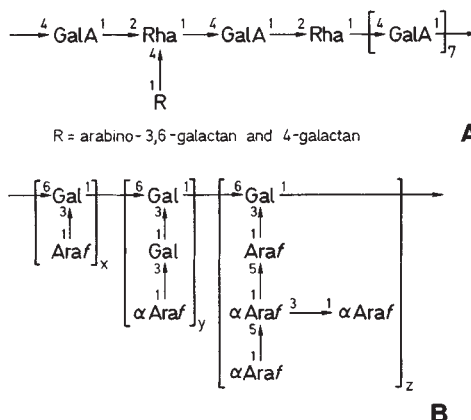 4 GalA 1 2 Rha 1 4 GalA 1 2 Rha 1 [4 GalA 1]7
4
1
R
R = arabino-3,6-galactan and 4-galactan
A
[6 Gal 1]x [6 Gal 1]y [6 Gal 1]z
3 3 3
1 1 1
Araf Gal Araf
3 5
1 1
αAraf αAraf 3 1 αAraf
5
1
αAraf
B